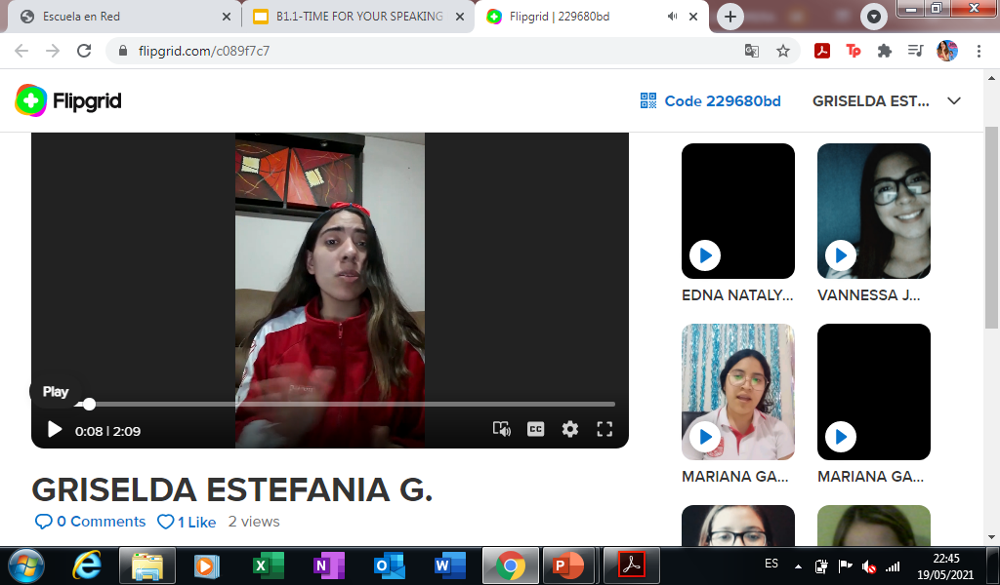 Escuela en Red
B1.1-TIME FOR YOUR SPEAKING
Flipgrid | 229680bd
flipgrid.com/c089f7c7
Flipgrid
Code 229680bd
GRISELDA EST...
Play
0:08 | 2:09
CC
EDNA NATALY...
VANNESSA J...
MARIANA GA...
MARIANA GA...
GRISELDA ESTEFANIA G.
0 Comments 1 Like 2 views
ES
22:45
19/05/2021